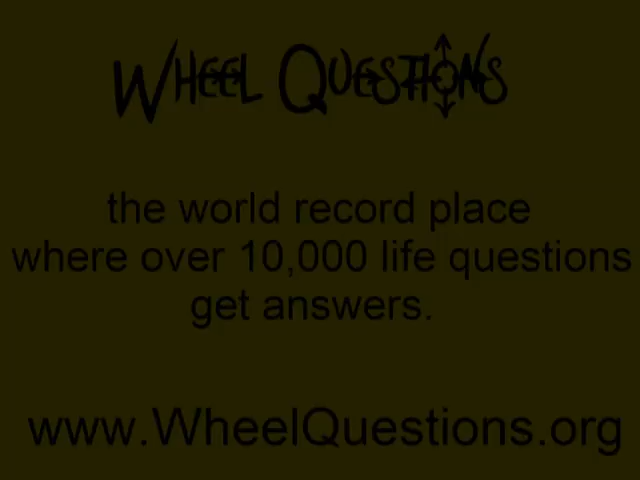 WHEEL QUESTIONS
the world record place
where over 10,000 life questions
get answers.
www.WheelQuestions.org